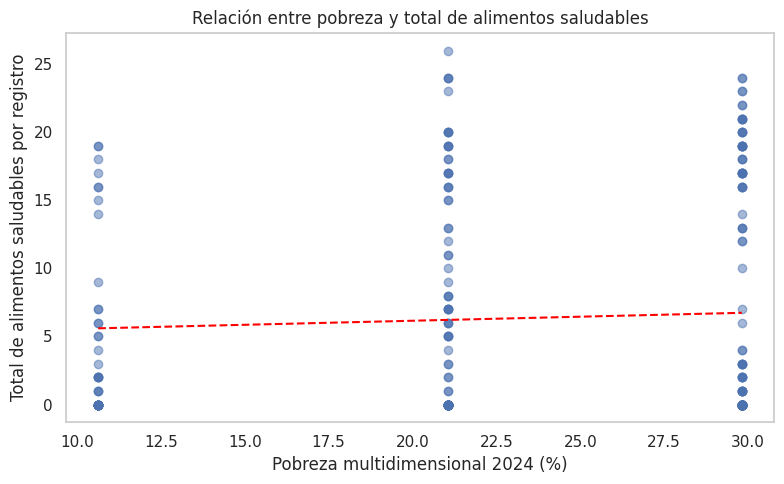 Relación entre pobreza y total de alimentos saludables
Total de alimentos saludables por registro
25
20
15
10
5
0
10.0 12.5 15.0 17.5 20.0 22.5 25.0 27.5 30.0
Pobreza multidimensional 2024 (%)